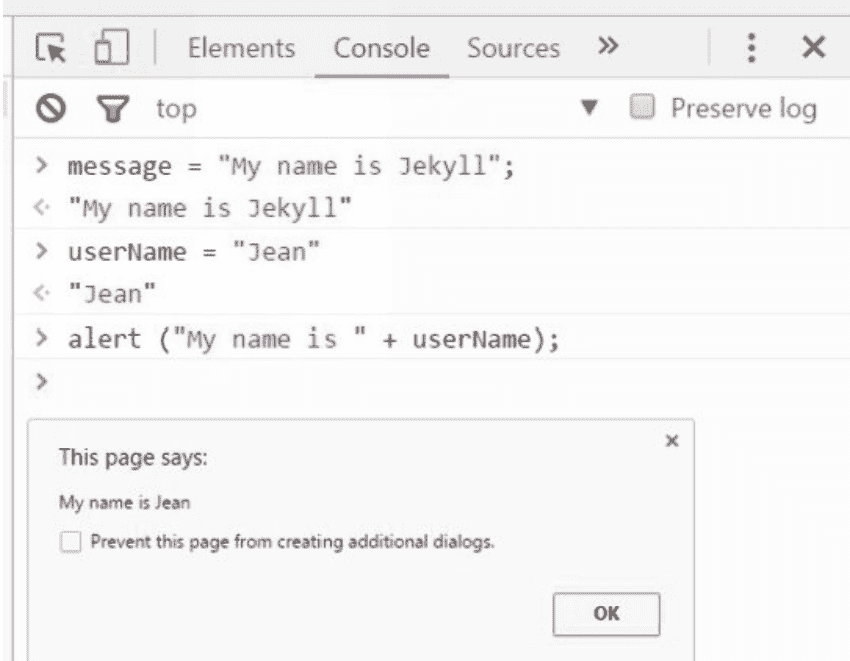 Elements Console Sources »
top ▼ Preserve log
> message = "My name is Jekyll";
<· "My name is Jekyll"
> userName = "Jean"
<· "Jean"
> alert ("My name is " + userName);
>
This page says:
My name is Jean
Prevent this page from creating additional dialogs.
OK